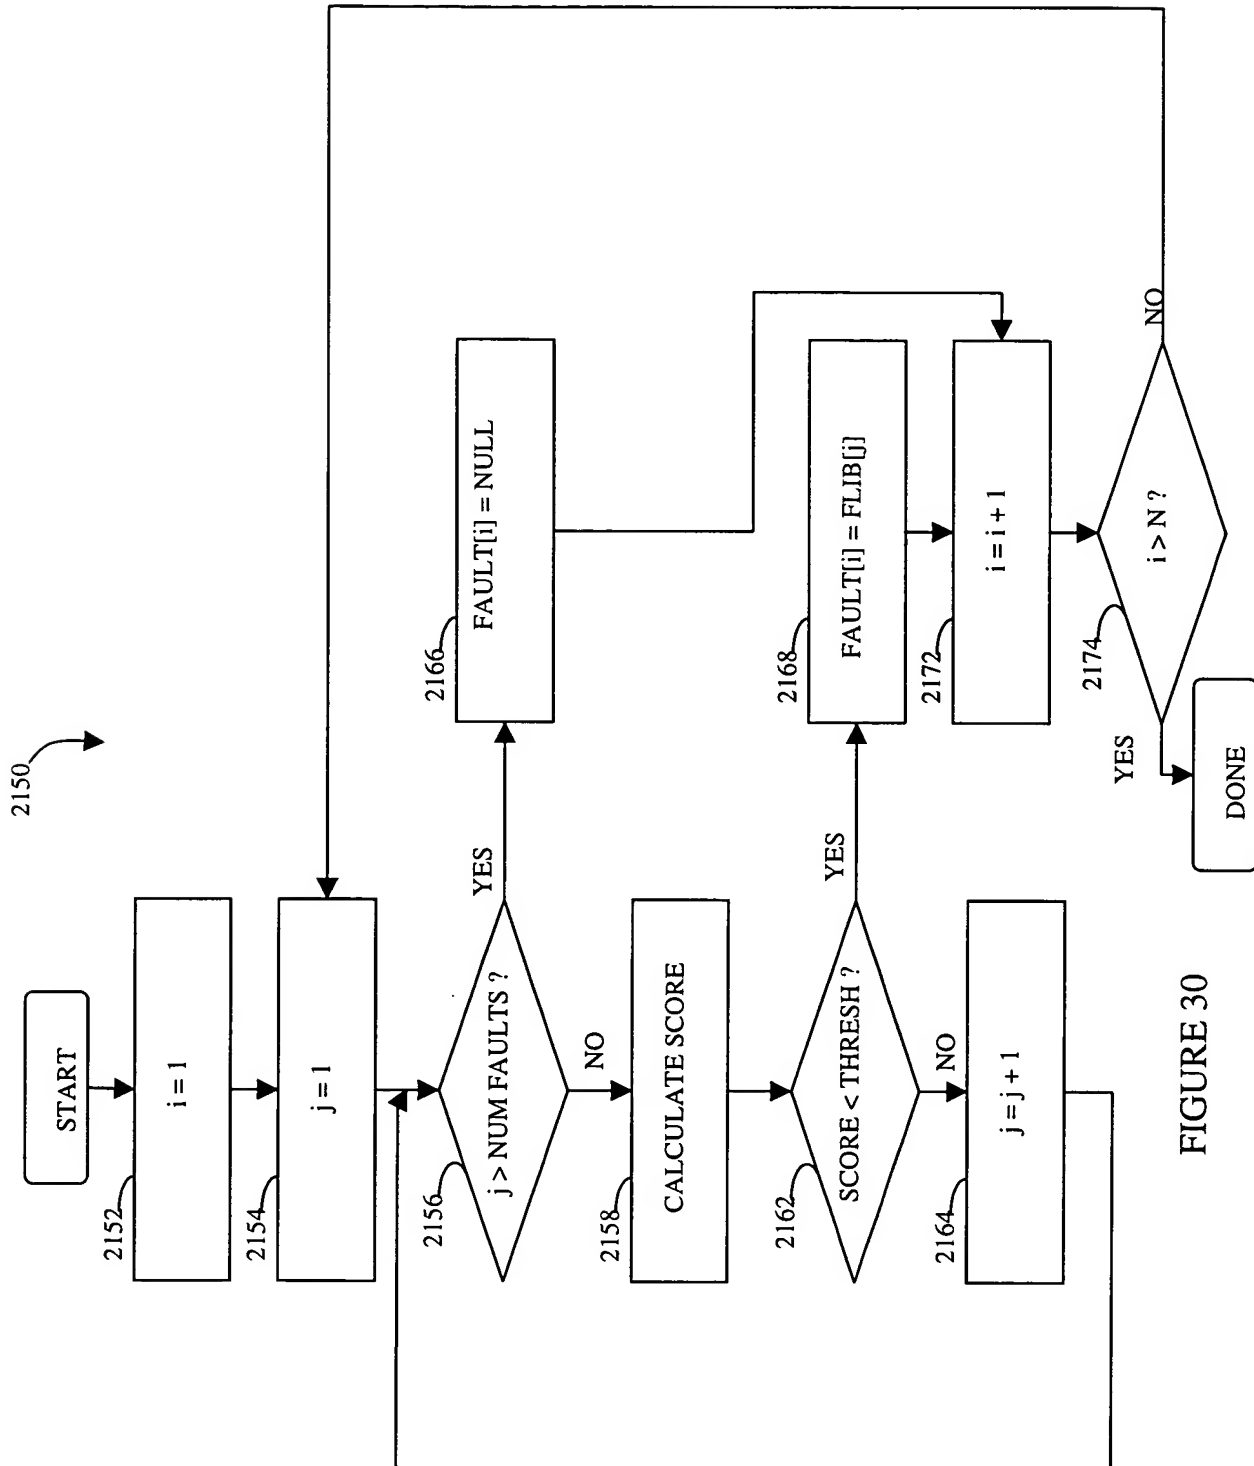 2150
START
2152
i = 1
2154
j = 1
2156
j > NUM FAULTS ?
YES
NO
2166
FAULT[i] = NULL
2158
CALCULATE SCORE
2162
SCORE < THRESH ?
YES
NO
2168
FAULT[i] = FLIB[j]
2164
j = j + 1
2172
i = i + 1
2174
i > N ?
NO
YES
DONE
FIGURE 30